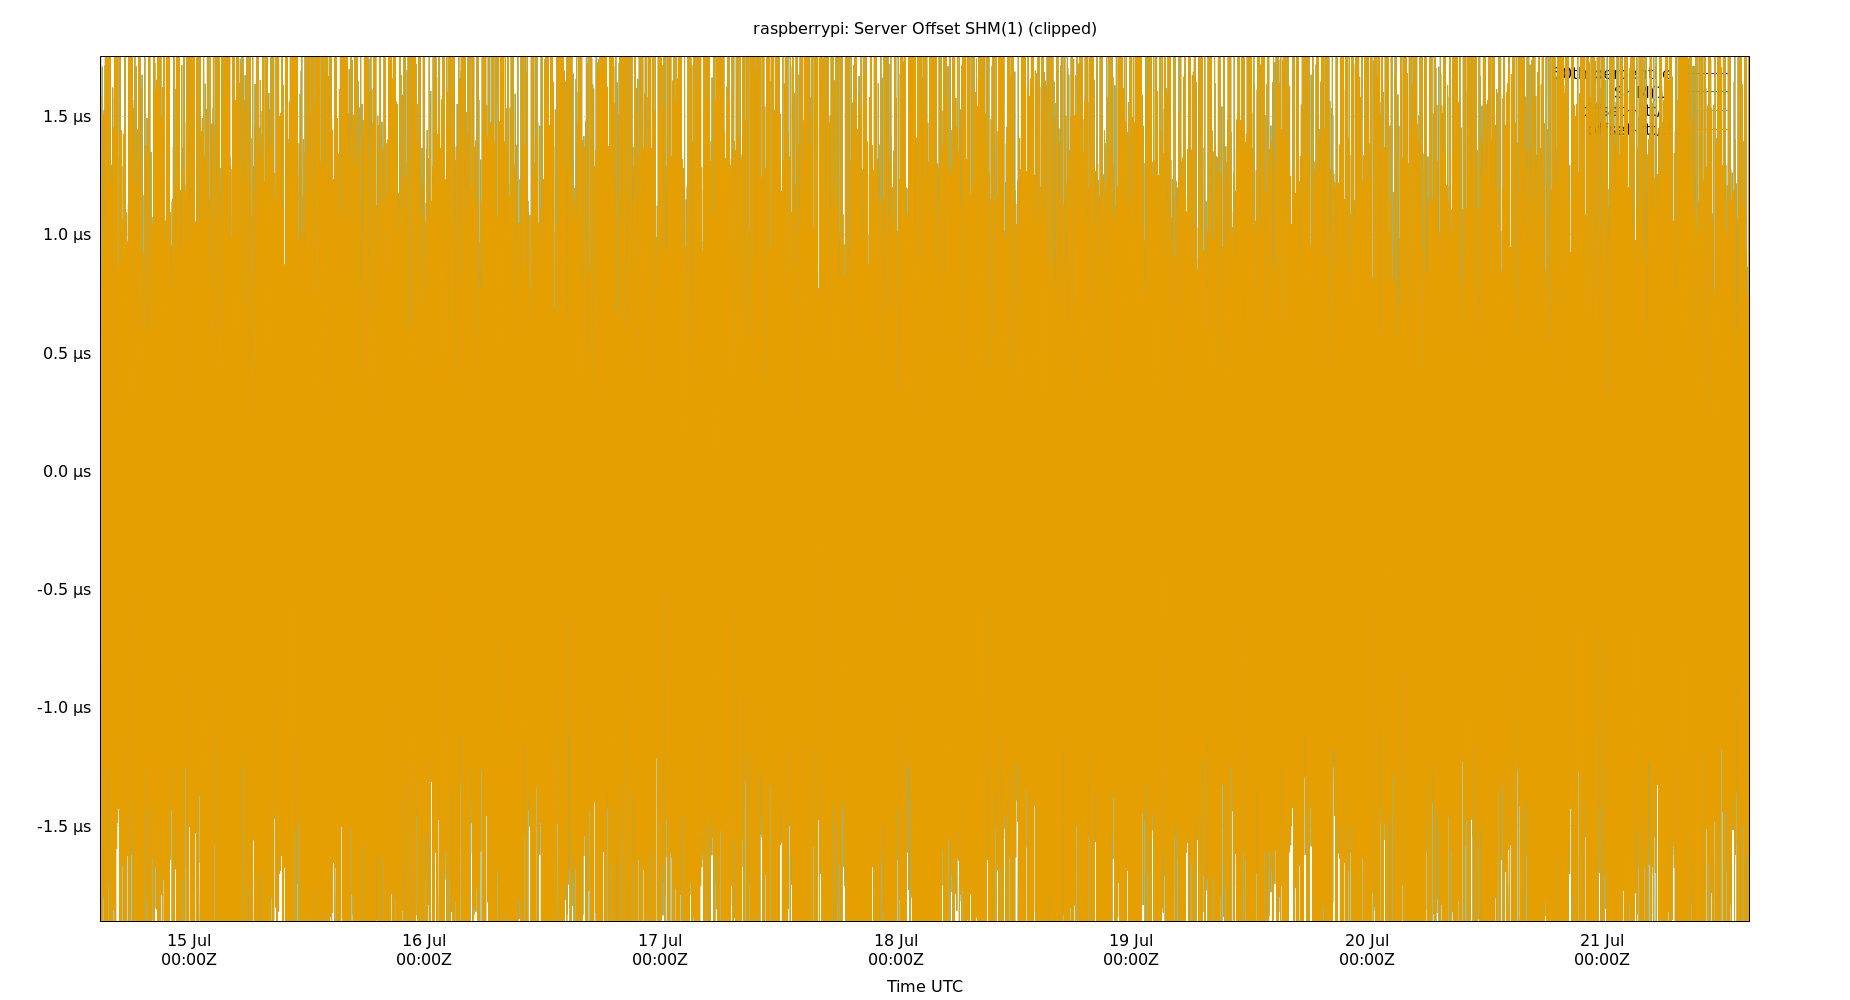 raspberrypi: Server Offset SHM(1) (clipped)
1.5 µs
1.0 µs
0.5 µs
0.0 µs
-0.5 µs
-1.0 µs
-1.5 µs
15 Jul
00:00Z
16 Jul
00:00Z
17 Jul
00:00Z
18 Jul
00:00Z
19 Jul
00:00Z
20 Jul
00:00Z
21 Jul
00:00Z
Time UTC